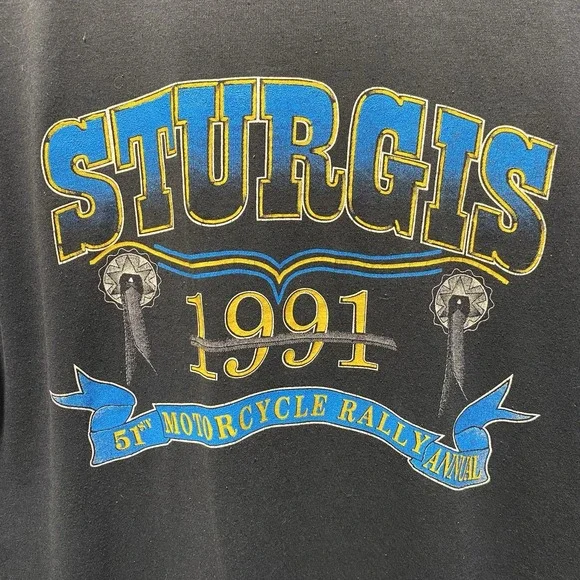 STURGIS
1991
51ST MOTORCYCLE RALLY ANNUAL